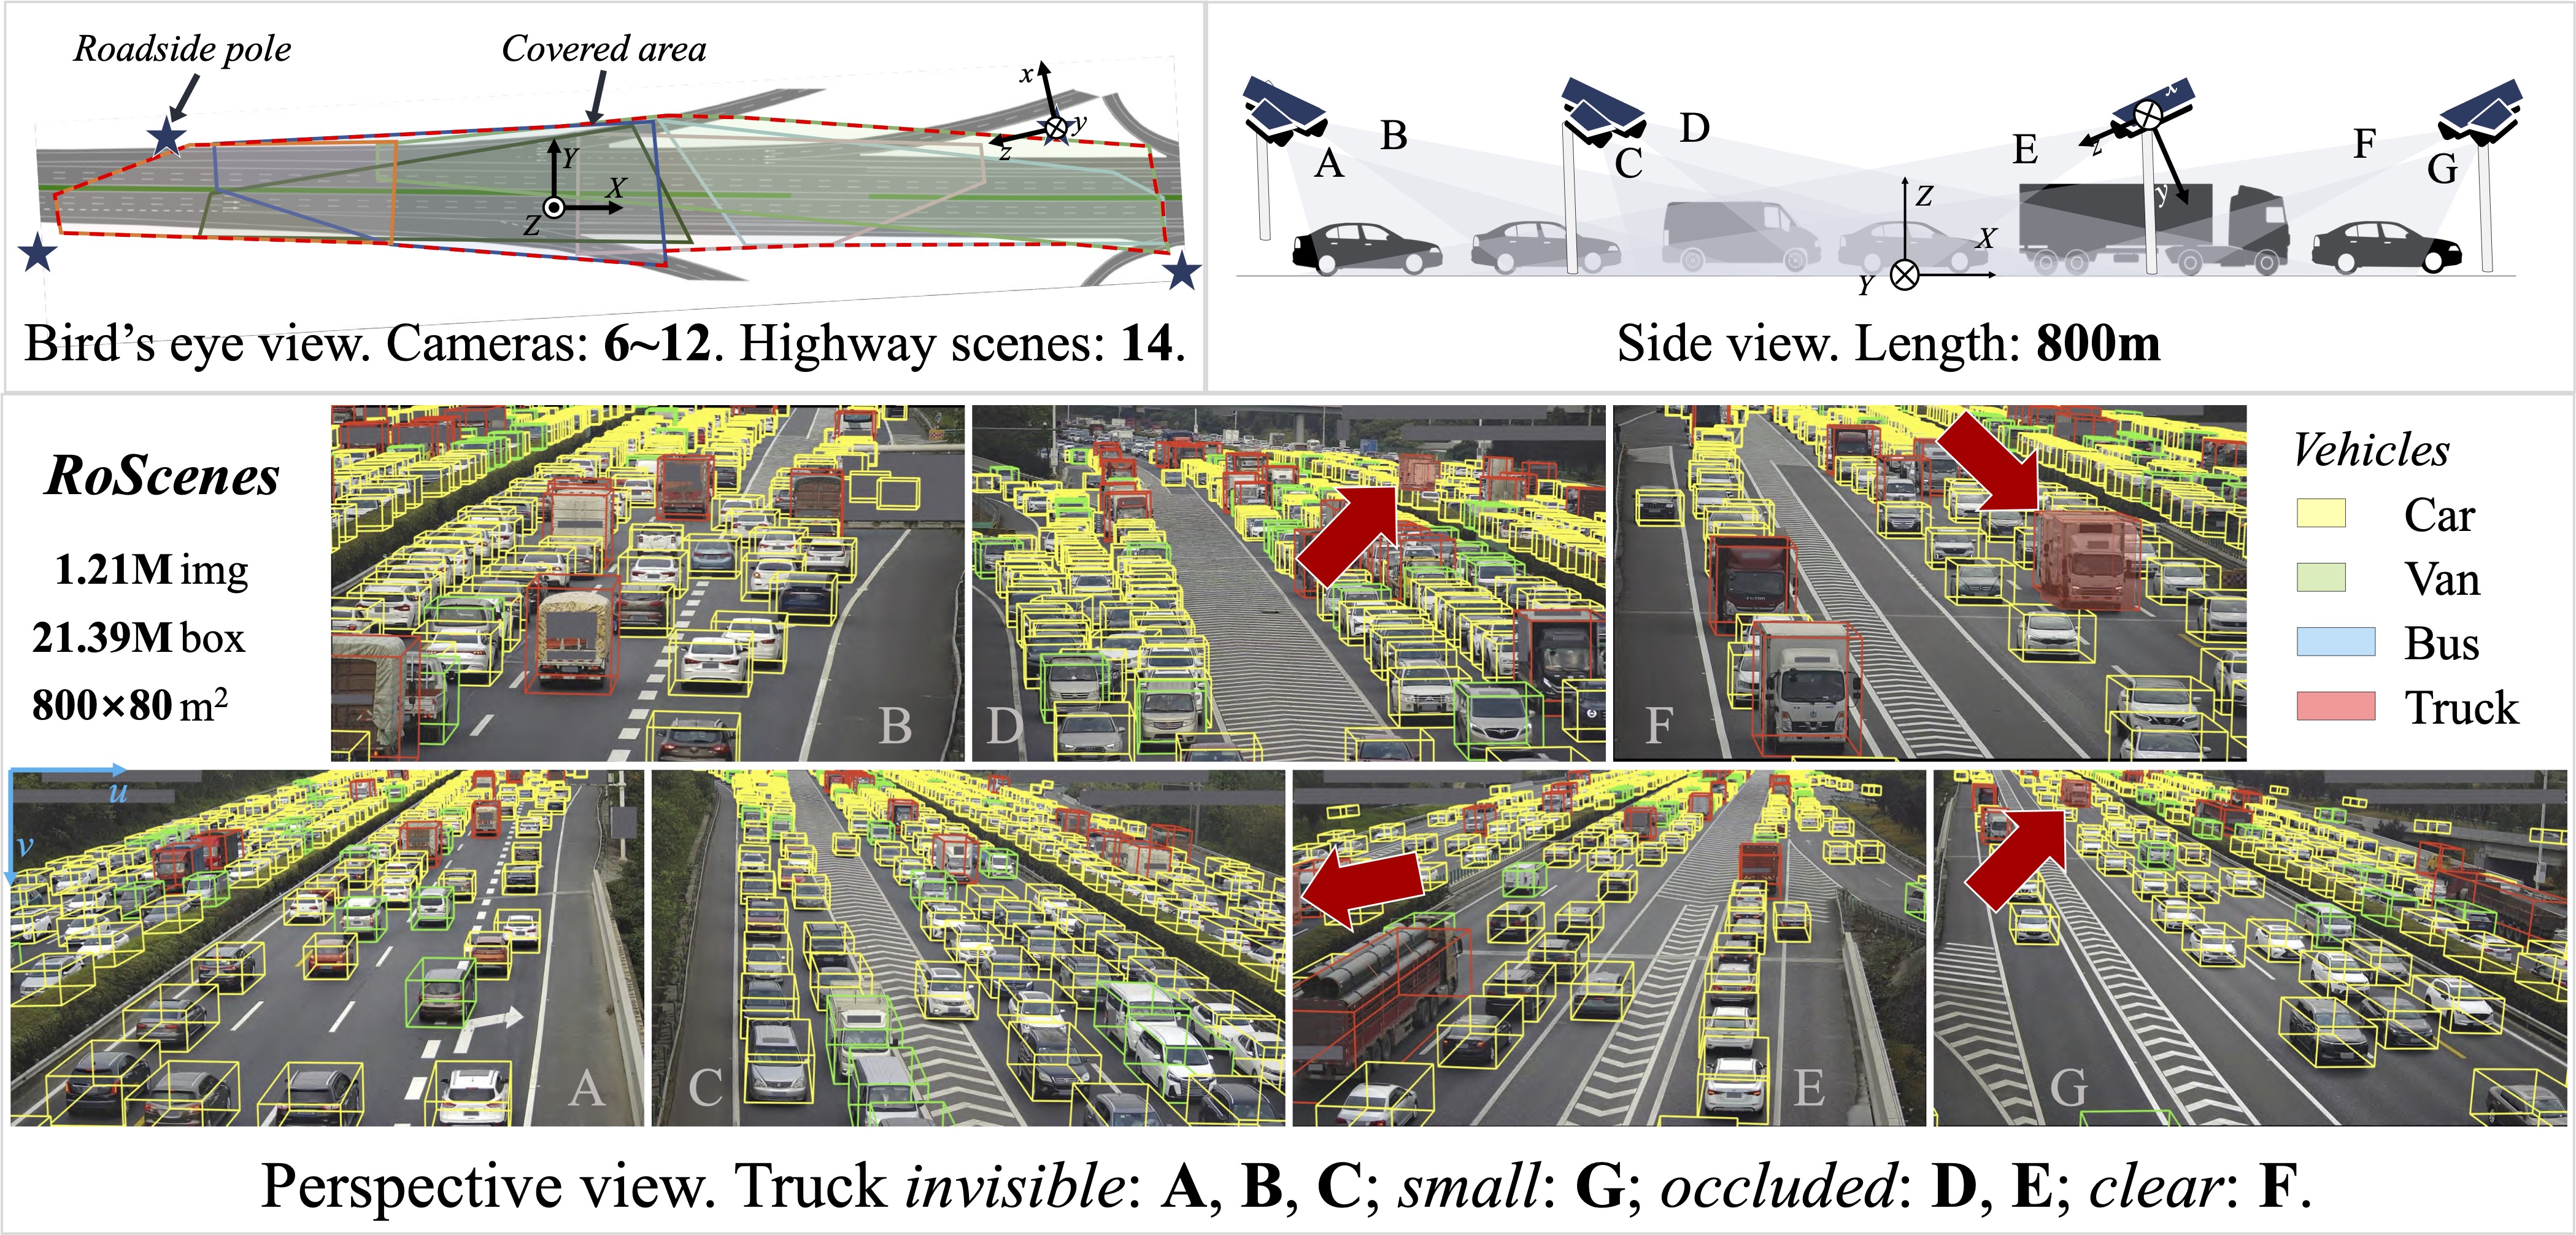 Roadside pole
Covered area
x
y
z
Y
X
Z
Bird's eye view. Cameras: 6~12. Highway scenes: 14.
A
B
C
D
E
F
G
x
z
y
Z
X
Y
Side view. Length: 800m
RoScenes
1.21M img
21.39M box
800×80 m²
B
D
F
Vehicles
Car
Van
Bus
Truck
u
v
A
C
E
G
Perspective view. Truck invisible: A, B, C; small: G; occluded: D, E; clear: F.